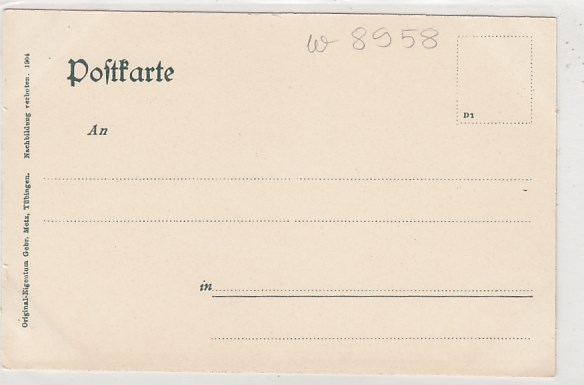 w 8958
Postkarte
D1
An
in
Original-Eigentum Gebr. Metz, Tübingen. Nachbildung verboten. 1904